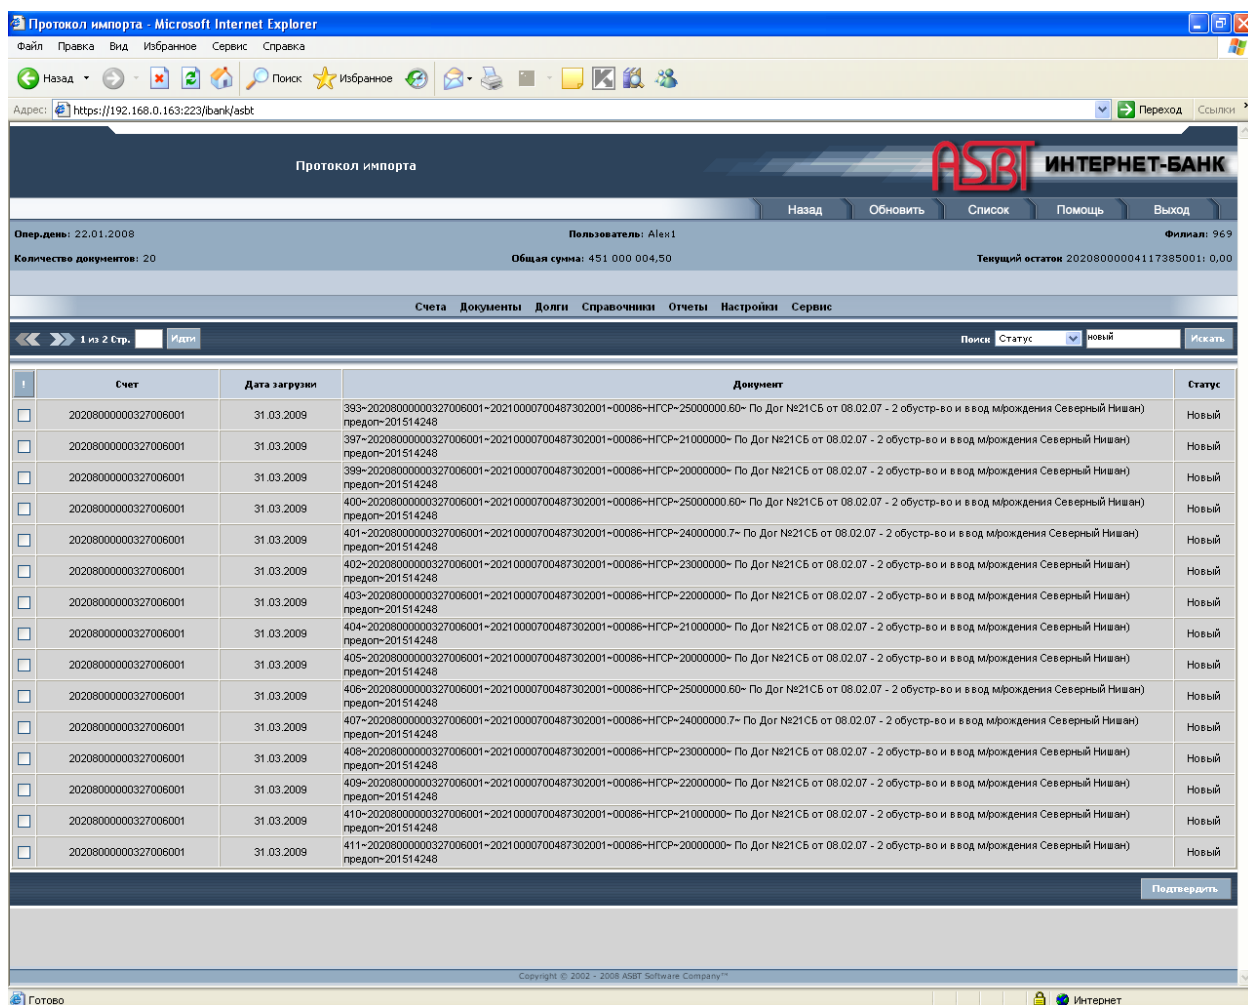 Протокол импорта - Microsoft Internet Explorer
Файл Правка Вид Избранное Сервис Справка
Назад Поиск Избранное
Адрес: https://192.168.0.163:223/ibank/asbt Переход Ссылки
Протокол импорта ASBT ИНТЕРНЕТ-БАНК
Назад Обновить Список Помощь Выход
Опер.день: 22.01.2008 Пользователь: Alex1 Филиал: 969
Количество документов: 20 Общая сумма: 451 000 004,50 Текущий остаток 20208000004117385001: 0,00
Счета Документы Долги Справочники Отчеты Настройки Сервис
1 из 2 Стр. Идти Поиск Статус новый Искать
! Счет Дата загрузки Документ Статус
20208000000327006001 31.03.2009 393~20208000000327006001~20210000700487302001~00086~НГСР~25000000.60~ По Дог №21СБ от 08.02.07 - 2 обустр-во и ввод м/рождения Северный Нишан) Новый
предоп~201514248
20208000000327006001 31.03.2009 397~20208000000327006001~20210000700487302001~00086~НГСР~21000000~ По Дог №21СБ от 08.02.07 - 2 обустр-во и ввод м/рождения Северный Нишан) Новый
предоп~201514248
20208000000327006001 31.03.2009 399~20208000000327006001~20210000700487302001~00086~НГСР~20000000~ По Дог №21СБ от 08.02.07 - 2 обустр-во и ввод м/рождения Северный Нишан) Новый
предоп~201514248
20208000000327006001 31.03.2009 400~20208000000327006001~20210000700487302001~00086~НГСР~25000000.60~ По Дог №21СБ от 08.02.07 - 2 обустр-во и ввод м/рождения Северный Нишан) Новый
предоп~201514248
20208000000327006001 31.03.2009 401~20208000000327006001~20210000700487302001~00086~НГСР~24000000.7~ По Дог №21СБ от 08.02.07 - 2 обустр-во и ввод м/рождения Северный Нишан) Новый
предоп~201514248
20208000000327006001 31.03.2009 402~20208000000327006001~20210000700487302001~00086~НГСР~23000000~ По Дог №21СБ от 08.02.07 - 2 обустр-во и ввод м/рождения Северный Нишан) Новый
предоп~201514248
20208000000327006001 31.03.2009 403~20208000000327006001~20210000700487302001~00086~НГСР~22000000~ По Дог №21СБ от 08.02.07 - 2 обустр-во и ввод м/рождения Северный Нишан) Новый
предоп~201514248
20208000000327006001 31.03.2009 404~20208000000327006001~20210000700487302001~00086~НГСР~21000000~ По Дог №21СБ от 08.02.07 - 2 обустр-во и ввод м/рождения Северный Нишан) Новый
предоп~201514248
20208000000327006001 31.03.2009 405~20208000000327006001~20210000700487302001~00086~НГСР~20000000~ По Дог №21СБ от 08.02.07 - 2 обустр-во и ввод м/рождения Северный Нишан) Новый
предоп~201514248
20208000000327006001 31.03.2009 406~20208000000327006001~20210000700487302001~00086~НГСР~25000000.60~ По Дог №21СБ от 08.02.07 - 2 обустр-во и ввод м/рождения Северный Нишан) Новый
предоп~201514248
20208000000327006001 31.03.2009 407~20208000000327006001~20210000700487302001~00086~НГСР~24000000.7~ По Дог №21СБ от 08.02.07 - 2 обустр-во и ввод м/рождения Северный Нишан) Новый
предоп~201514248
20208000000327006001 31.03.2009 408~20208000000327006001~20210000700487302001~00086~НГСР~23000000~ По Дог №21СБ от 08.02.07 - 2 обустр-во и ввод м/рождения Северный Нишан) Новый
предоп~201514248
20208000000327006001 31.03.2009 409~20208000000327006001~20210000700487302001~00086~НГСР~22000000~ По Дог №21СБ от 08.02.07 - 2 обустр-во и ввод м/рождения Северный Нишан) Новый
предоп~201514248
20208000000327006001 31.03.2009 410~20208000000327006001~20210000700487302001~00086~НГСР~21000000~ По Дог №21СБ от 08.02.07 - 2 обустр-во и ввод м/рождения Северный Нишан) Новый
предоп~201514248
20208000000327006001 31.03.2009 411~20208000000327006001~20210000700487302001~00086~НГСР~20000000~ По Дог №21СБ от 08.02.07 - 2 обустр-во и ввод м/рождения Северный Нишан) Новый
предоп~201514248
Подтвердить
Copyright © 2002 - 2008 ASBT Software Company™
Готово Интернет